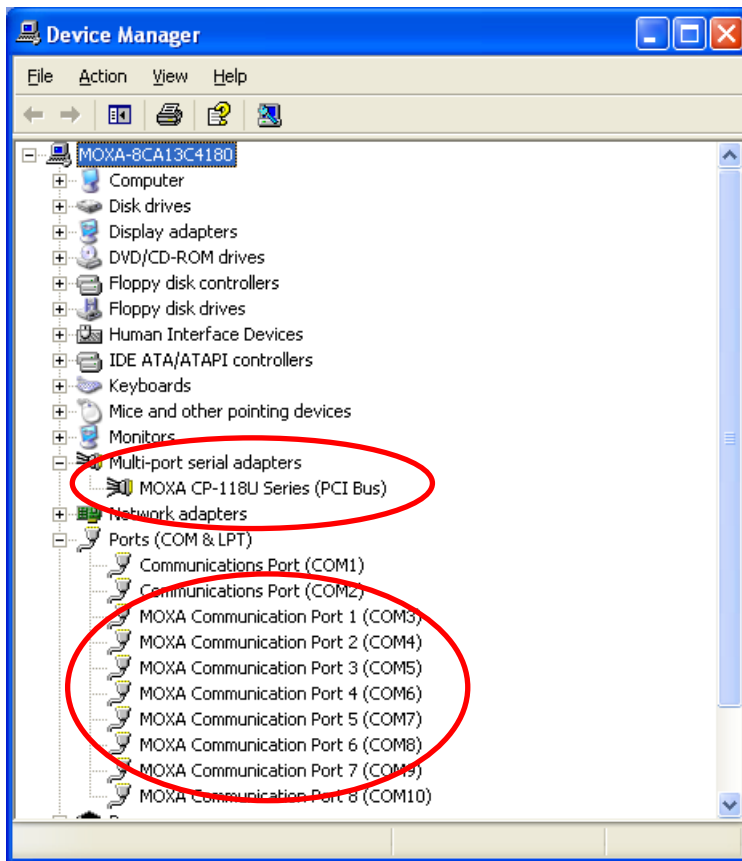 Device Manager
File Action View Help
MOXA-8CA13C4180
Computer
Disk drives
Display adapters
DVD/CD-ROM drives
Floppy disk controllers
Floppy disk drives
Human Interface Devices
IDE ATA/ATAPI controllers
Keyboards
Mice and other pointing devices
Monitors
Multi-port serial adapters
MOXA CP-118U Series (PCI Bus)
Network adapters
Ports (COM & LPT)
Communications Port (COM1)
Communications Port (COM2)
MOXA Communication Port 1 (COM3)
MOXA Communication Port 2 (COM4)
MOXA Communication Port 3 (COM5)
MOXA Communication Port 4 (COM6)
MOXA Communication Port 5 (COM7)
MOXA Communication Port 6 (COM8)
MOXA Communication Port 7 (COM9)
MOXA Communication Port 8 (COM10)